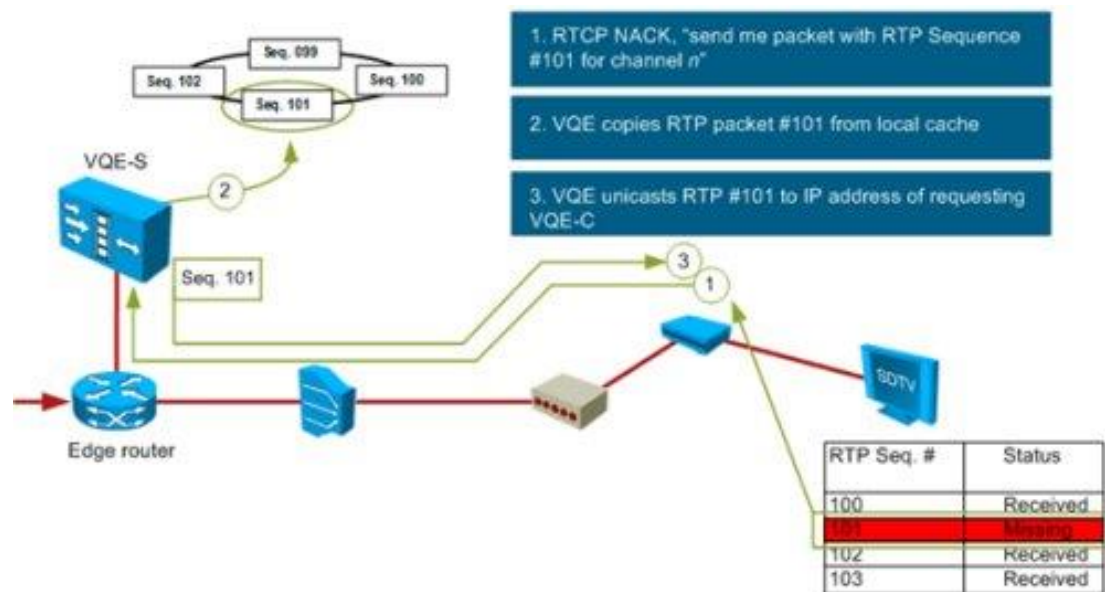 Seq. 099
Seq. 102
Seq. 100
Seq. 101
1. RTCP NACK, “send me packet with RTP Sequence
#101 for channel n”
2. VQE copies RTP packet #101 from local cache
3. VQE unicasts RTP #101 to IP address of requesting
VQE-C
VQE-S
2
Seq. 101
3
1
SDTV
Edge router
RTP Seq. # Status
100 Received
101 Missing
102 Received
103 Received